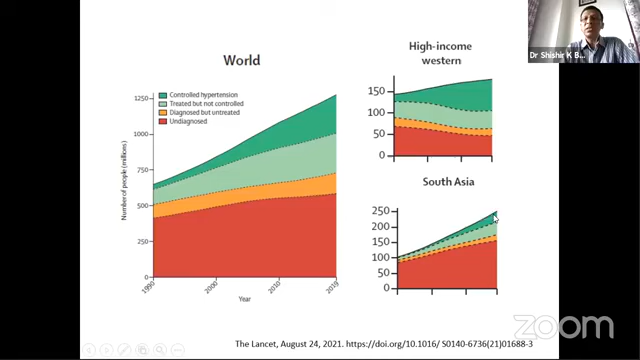 World
Controlled hypertension
Treated but not controlled
Diagnosed but untreated
Undiagnosed
Number of people (millions)
1250
1000
750
500
250
0
1990
2000
2010
2019
Year
High-income
western
150
100
50
0
South Asia
250
200
150
100
50
0
Dr Shishir K B...
The Lancet, August 24, 2021. https://doi.org/10.1016/ S0140-6736(21)01688-3
zoom